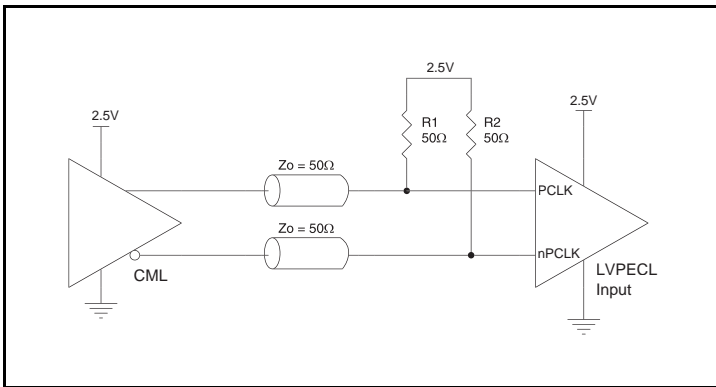 2.5V
2.5V
2.5V
R1
50Ω
R2
50Ω
Zo = 50Ω
PCLK
Zo = 50Ω
nPCLK
CML
LVPECL
Input